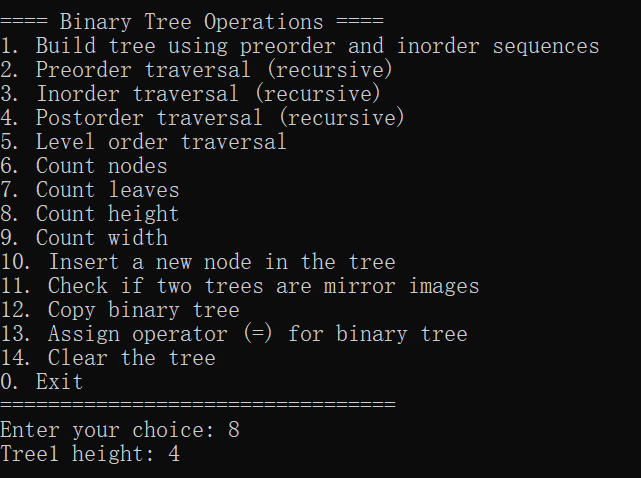 ==== Binary Tree Operations ====
1. Build tree using preorder and inorder sequences
2. Preorder traversal (recursive)
3. Inorder traversal (recursive)
4. Postorder traversal (recursive)
5. Level order traversal
6. Count nodes
7. Count leaves
8. Count height
9. Count width
10. Insert a new node in the tree
11. Check if two trees are mirror images
12. Copy binary tree
13. Assign operator (=) for binary tree
14. Clear the tree
0. Exit
=================================
Enter your choice: 8
Tree1 height: 4